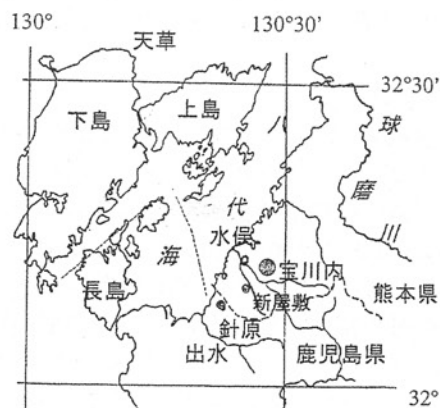 130°
130°30'
天草
32°30'
下島
上島
八
代
海
球
磨
川
水俣
宝川内
新屋敷
長島
針原
出水
熊本県
鹿児島県
32°